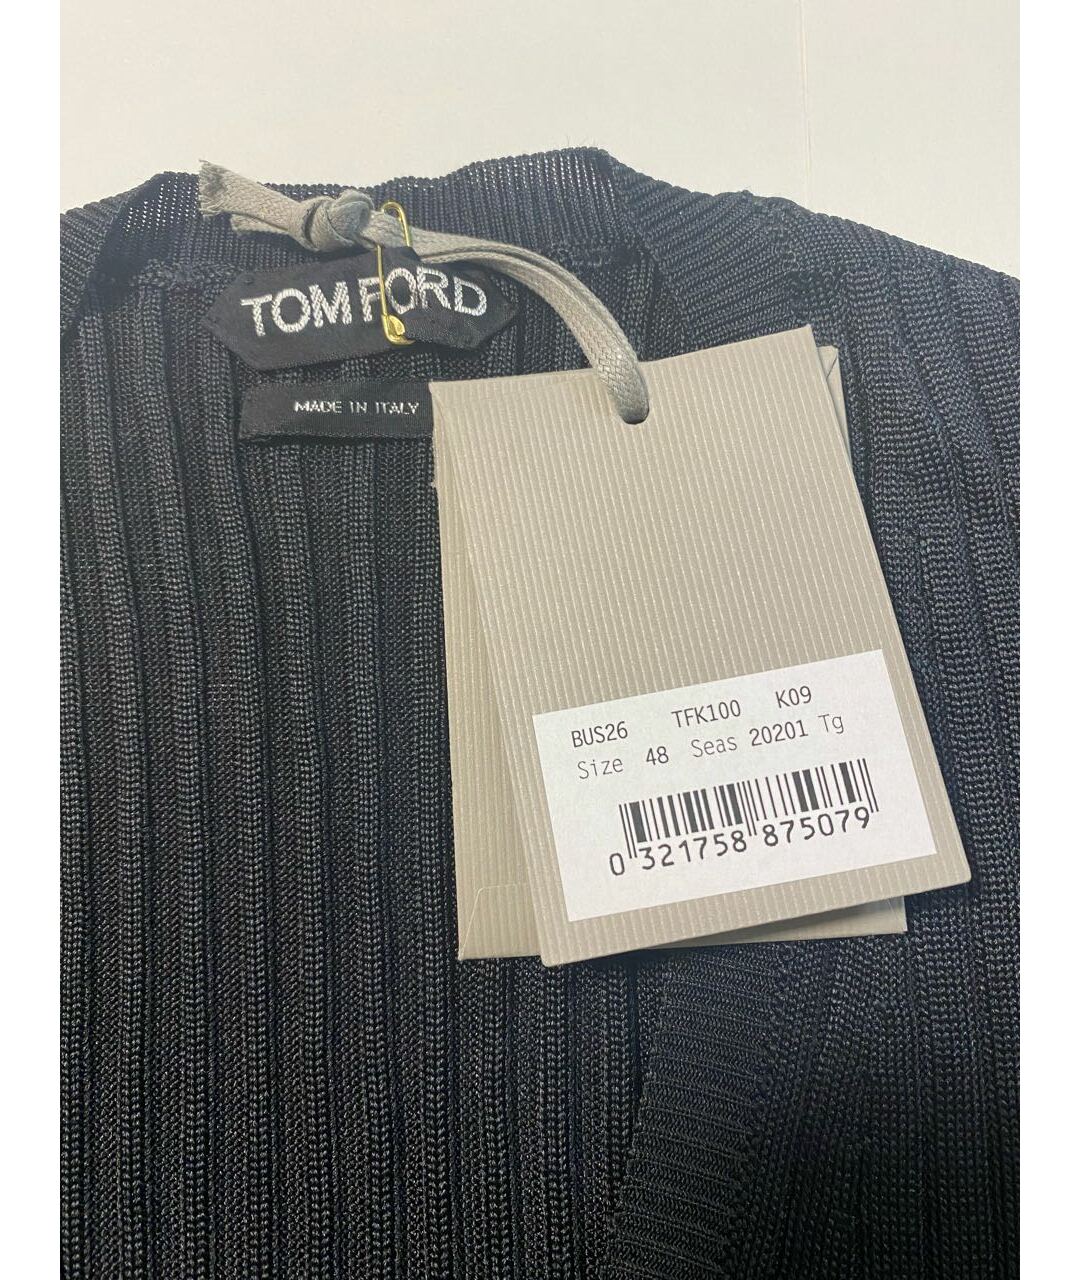 TOM FORD
MADE IN ITALY
BUS26 TFK100 K09
Size 48 Seas 20201 Tg
0 321758 875079